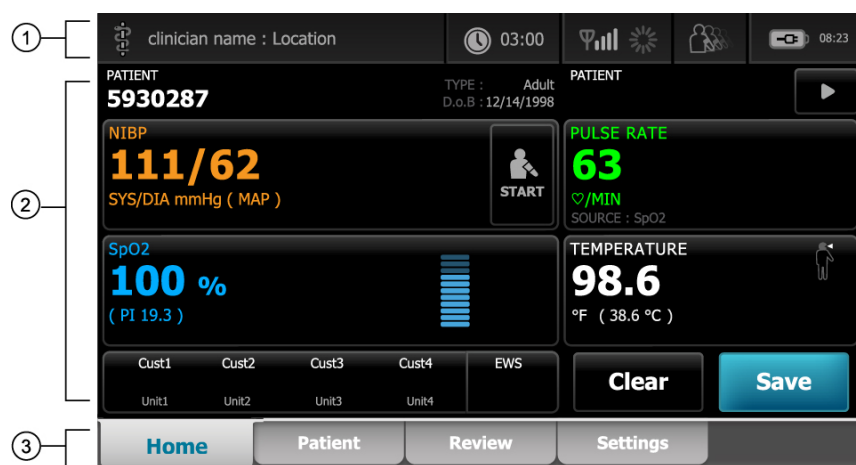 1
clinician name : Location
03:00
08:23
2
PATIENT
5930287
TYPE : Adult
D.o.B : 12/14/1998
PATIENT
NIBP
111/62
SYS/DIA mmHg ( MAP )
START
PULSE RATE
63
♡/MIN
SOURCE : SpO2
SpO2
100 %
( PI 19.3 )
TEMPERATURE
98.6
°F ( 38.6 °C )
Cust1 Cust2 Cust3 Cust4 EWS
Unit1 Unit2 Unit3 Unit4
Clear
Save
3
Home Patient Review Settings